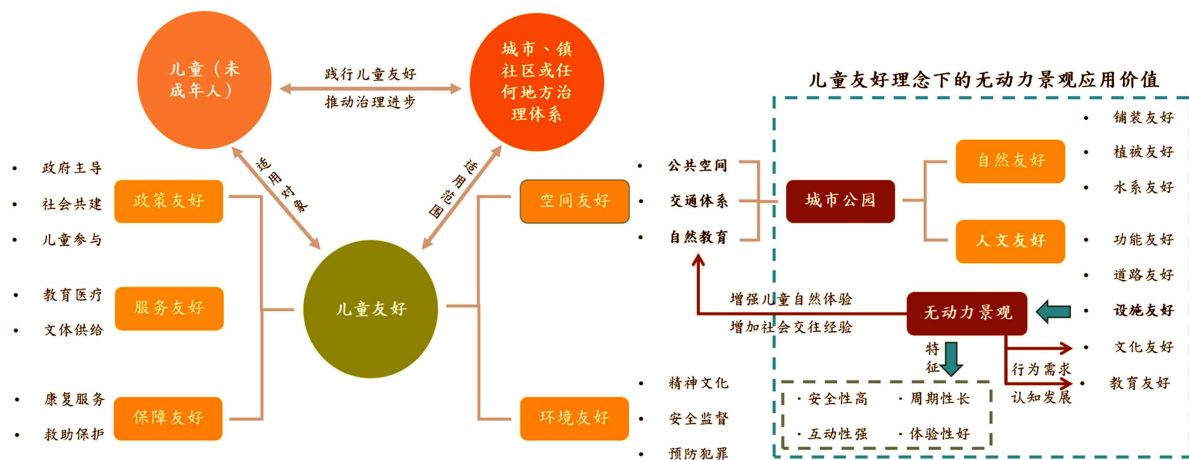 儿童（未
成年人）
践行儿童友好
推动治理进步
城市、镇
社区或任
何地方治
理体系
适用对象
适用范围
儿童友好
• 政府主导
• 社会共建
• 儿童参与
政策友好
• 教育医疗
• 文体供给
服务友好
• 康复服务
• 救助保护
保障友好
空间友好
• 公共空间
• 交通体系
• 自然教育
环境友好
• 精神文化
• 安全监督
• 预防犯罪
儿童友好理念下的无动力景观应用价值
城市公园
自然友好
• 铺装友好
• 植被友好
• 水系友好
人文友好
• 功能友好
• 道路友好
• 设施友好
• 文化友好
• 教育友好
无动力景观
增强儿童自然体验
增加社会交往经验
特征
行为需求
认知发展
·安全性高
·周期性长
·互动性强
·体验性好